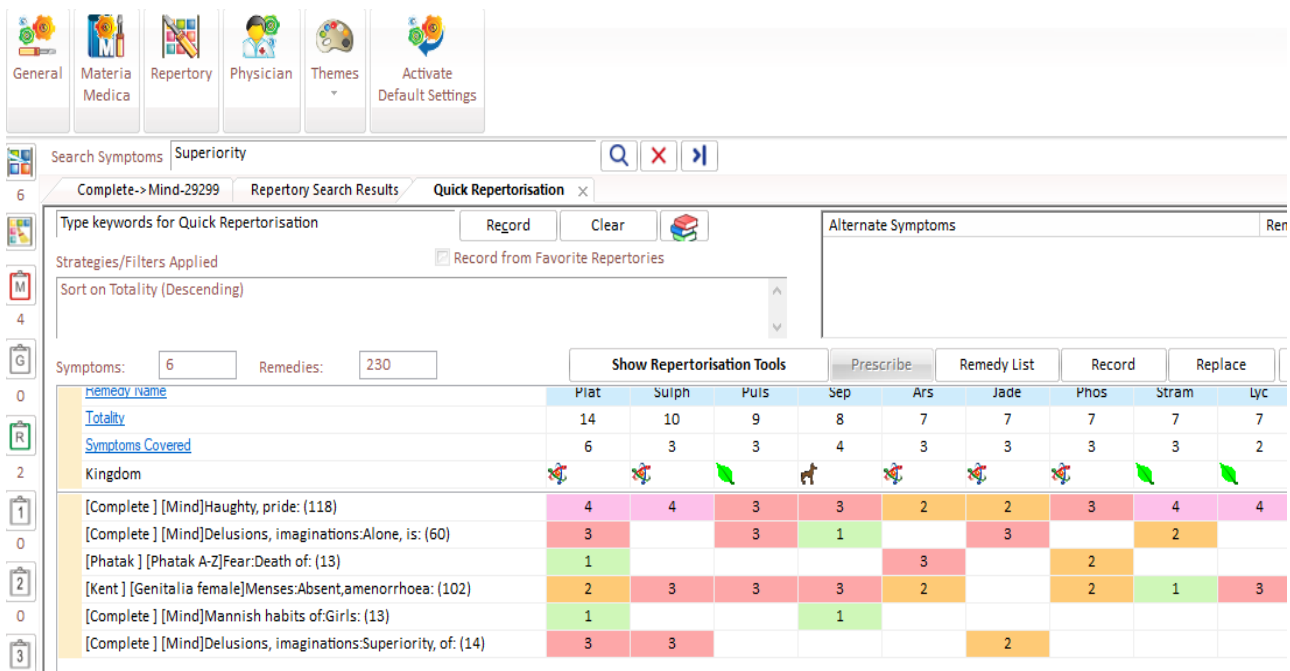 General Materia Medica Repertory Physician Themes Activate Default Settings
Search Symptoms Superiority
6 Complete->Mind-29299 Repertory Search Results Quick Repertorisation
Type keywords for Quick Repertorisation Record Clear Alternate Symptoms Ren
Strategies/Filters Applied Record from Favorite Repertories
M Sort on Totality (Descending)
4
G Symptoms: 6 Remedies: 230 Show Repertorisation Tools Prescribe Remedy List Record Replace
0 Remedy Name Plat Sulph Puls Sep Ars Jade Phos Stram Lyc
Totality 14 10 9 8 7 7 7 7 7
R Symptoms Covered 6 3 3 4 3 3 3 3 2
2 Kingdom
1 [Complete ] [Mind]Haughty, pride: (118) 4 4 3 3 2 2 3 4 4
0 [Complete ] [Mind]Delusions, imaginations:Alone, is: (60) 3 3 1 3 2
[Phatak ] [Phatak A-Z]Fear:Death of: (13) 1 3 2
2 [Kent ] [Genitalia female]Menses:Absent,amenorrhoea: (102) 2 3 3 3 2 2 1 3
0 [Complete ] [Mind]Mannish habits of:Girls: (13) 1 1
3 [Complete ] [Mind]Delusions, imaginations:Superiority, of: (14) 3 3 2